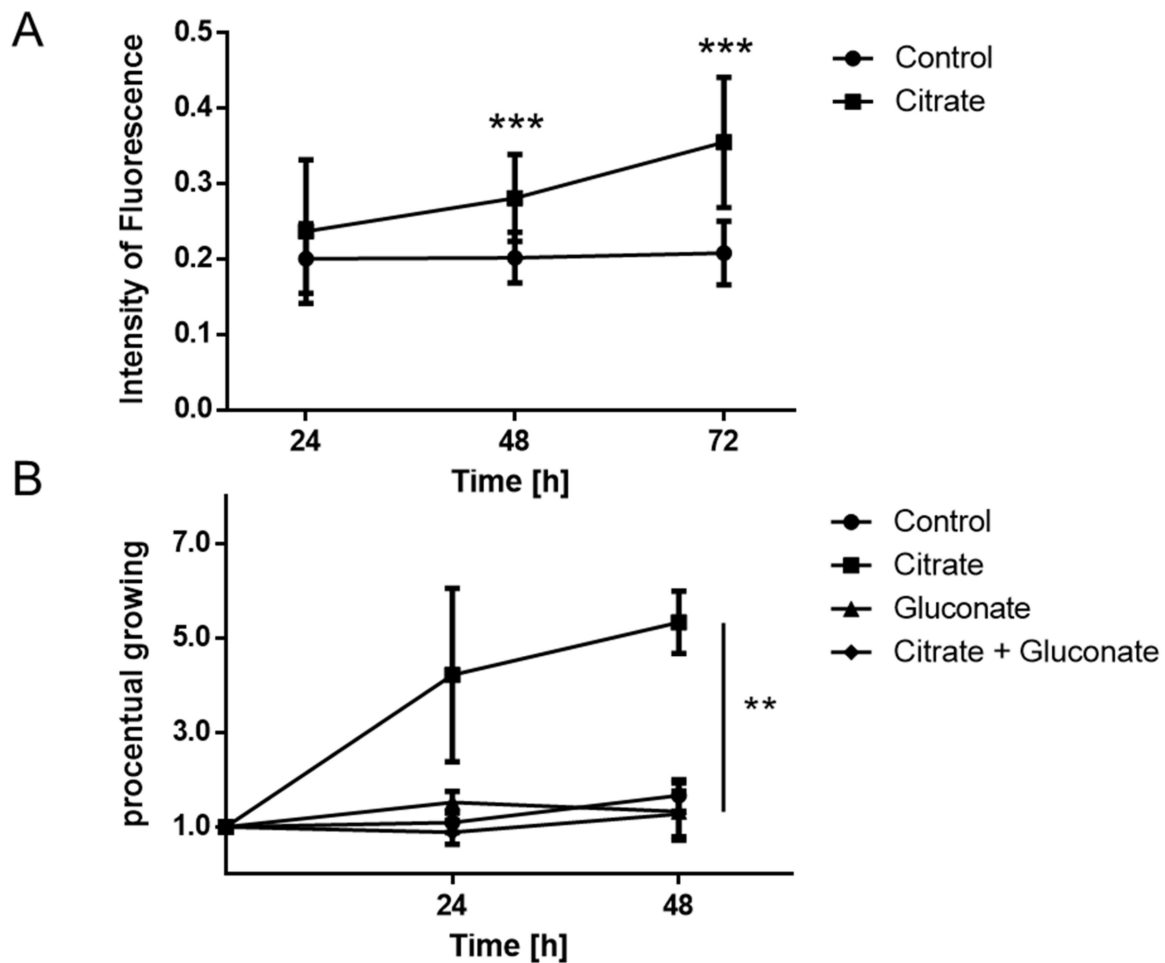 A
Intensity of Fluorescence
0.5
0.4
0.3
0.2
0.1
0.0
***
***
24
48
72
Time [h]
Control
Citrate
B
procentual growing
7.0
5.0
3.0
1.0
**
24
48
Time [h]
Control
Citrate
Gluconate
Citrate + Gluconate